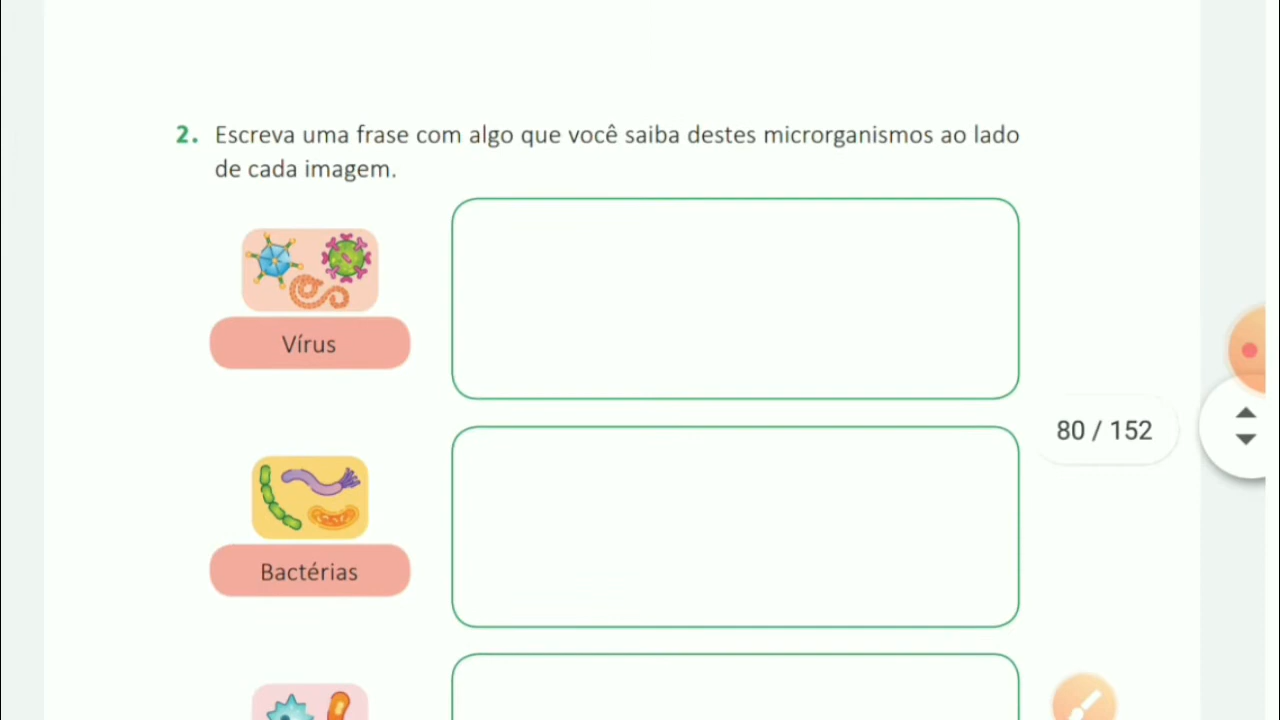 2. Escreva uma frase com algo que você saiba destes microrganismos ao lado
de cada imagem.
Vírus
80 / 152
Bactérias